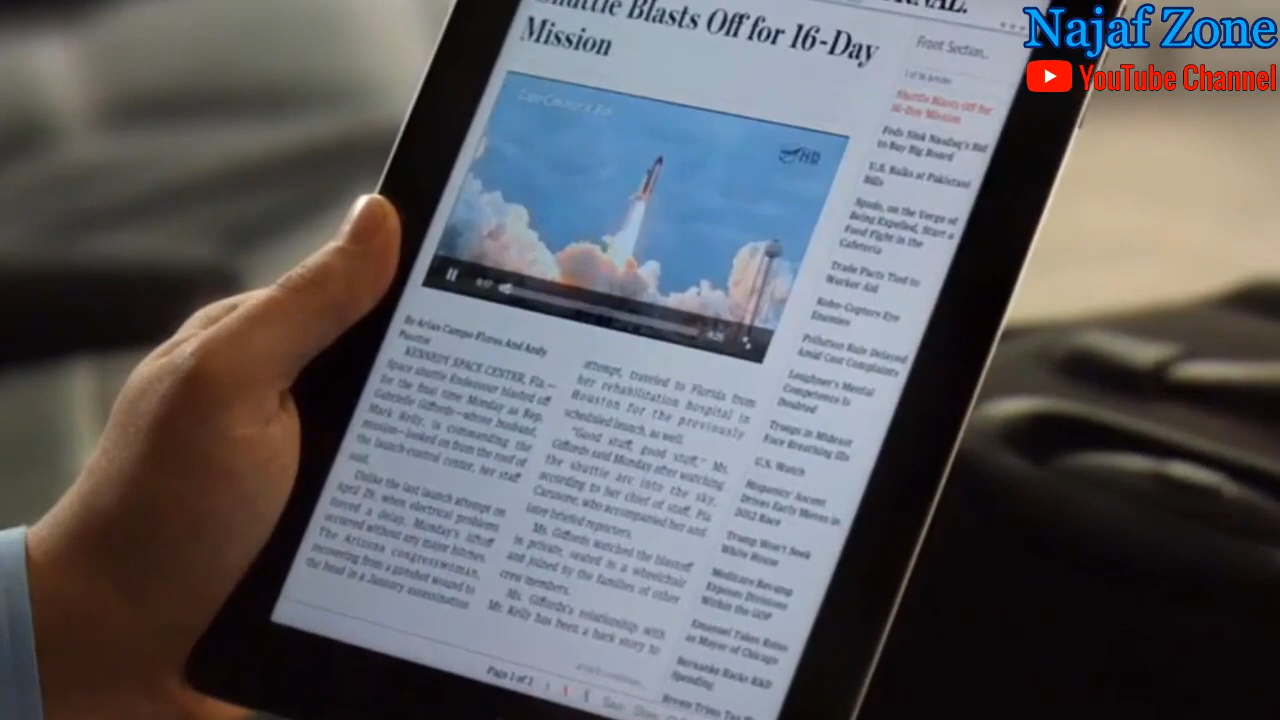 Najaf Zone
YouTube Channel
Shuttle Blasts Off for 16-Day
Mission
HD
By Arian Campo-Flores And Andy
Pasztor
KENNEDY SPACE CENTER, Fla.—
Space shuttle Endeavour blasted off
for the final time Monday as Rep.
Gabrielle Giffords—whose husband,
Mark Kelly, is commanding the
mission—looked on from the roof of
the launch-control center, her staff
said.
Unlike the last launch attempt on
April 29, when electrical problems
forced a delay, Monday's liftoff
occurred without any major hitches.
The Arizona congresswoman,
recovering from a gunshot wound to
the head in a January assassination
attempt, traveled to Florida from
her rehabilitation hospital in
Houston for the previously
scheduled launch, as well.
"Good stuff, good stuff," Ms.
Giffords said Monday after watching
the shuttle arc into the sky,
according to her chief of staff, Pia
Carusone, who accompanied her and
later briefed reporters.
Ms. Giffords watched the blastoff
in private, seated in a wheelchair
and joined by the families of other
crew members.
Ms. Giffords's relationship with
Mr. Kelly has been a back story to
Page 1 of 3
Front Section...
Shuttle Blasts Off for
16-Day Mission
Feds Sink Nasdaq's Bid
to Buy Big Board
U.S. Balks at Pakistani
Bills
Spain, on the Verge of
Being Expelled, Start a
Food Fight in the
Cafeteria
Trade Pacts Tied to
Worker Aid
Robo-Copters Eye
Enemies
Pollution Rule Delayed
Amid Cost Complaints
Loughner's Mental
Competence Is
Doubted
Troops in Mideast
Face Breathing Ills
U.S. Watch
Hispanics' Ascent
Drives Early Moves in
2012 Race
Trump Won't Seek
White House
Medicare Revamp
Exposes Divisions
Within the GOP
Emanuel Takes Reins
as Mayor of Chicago
Bernanke Backs R&D
Spending